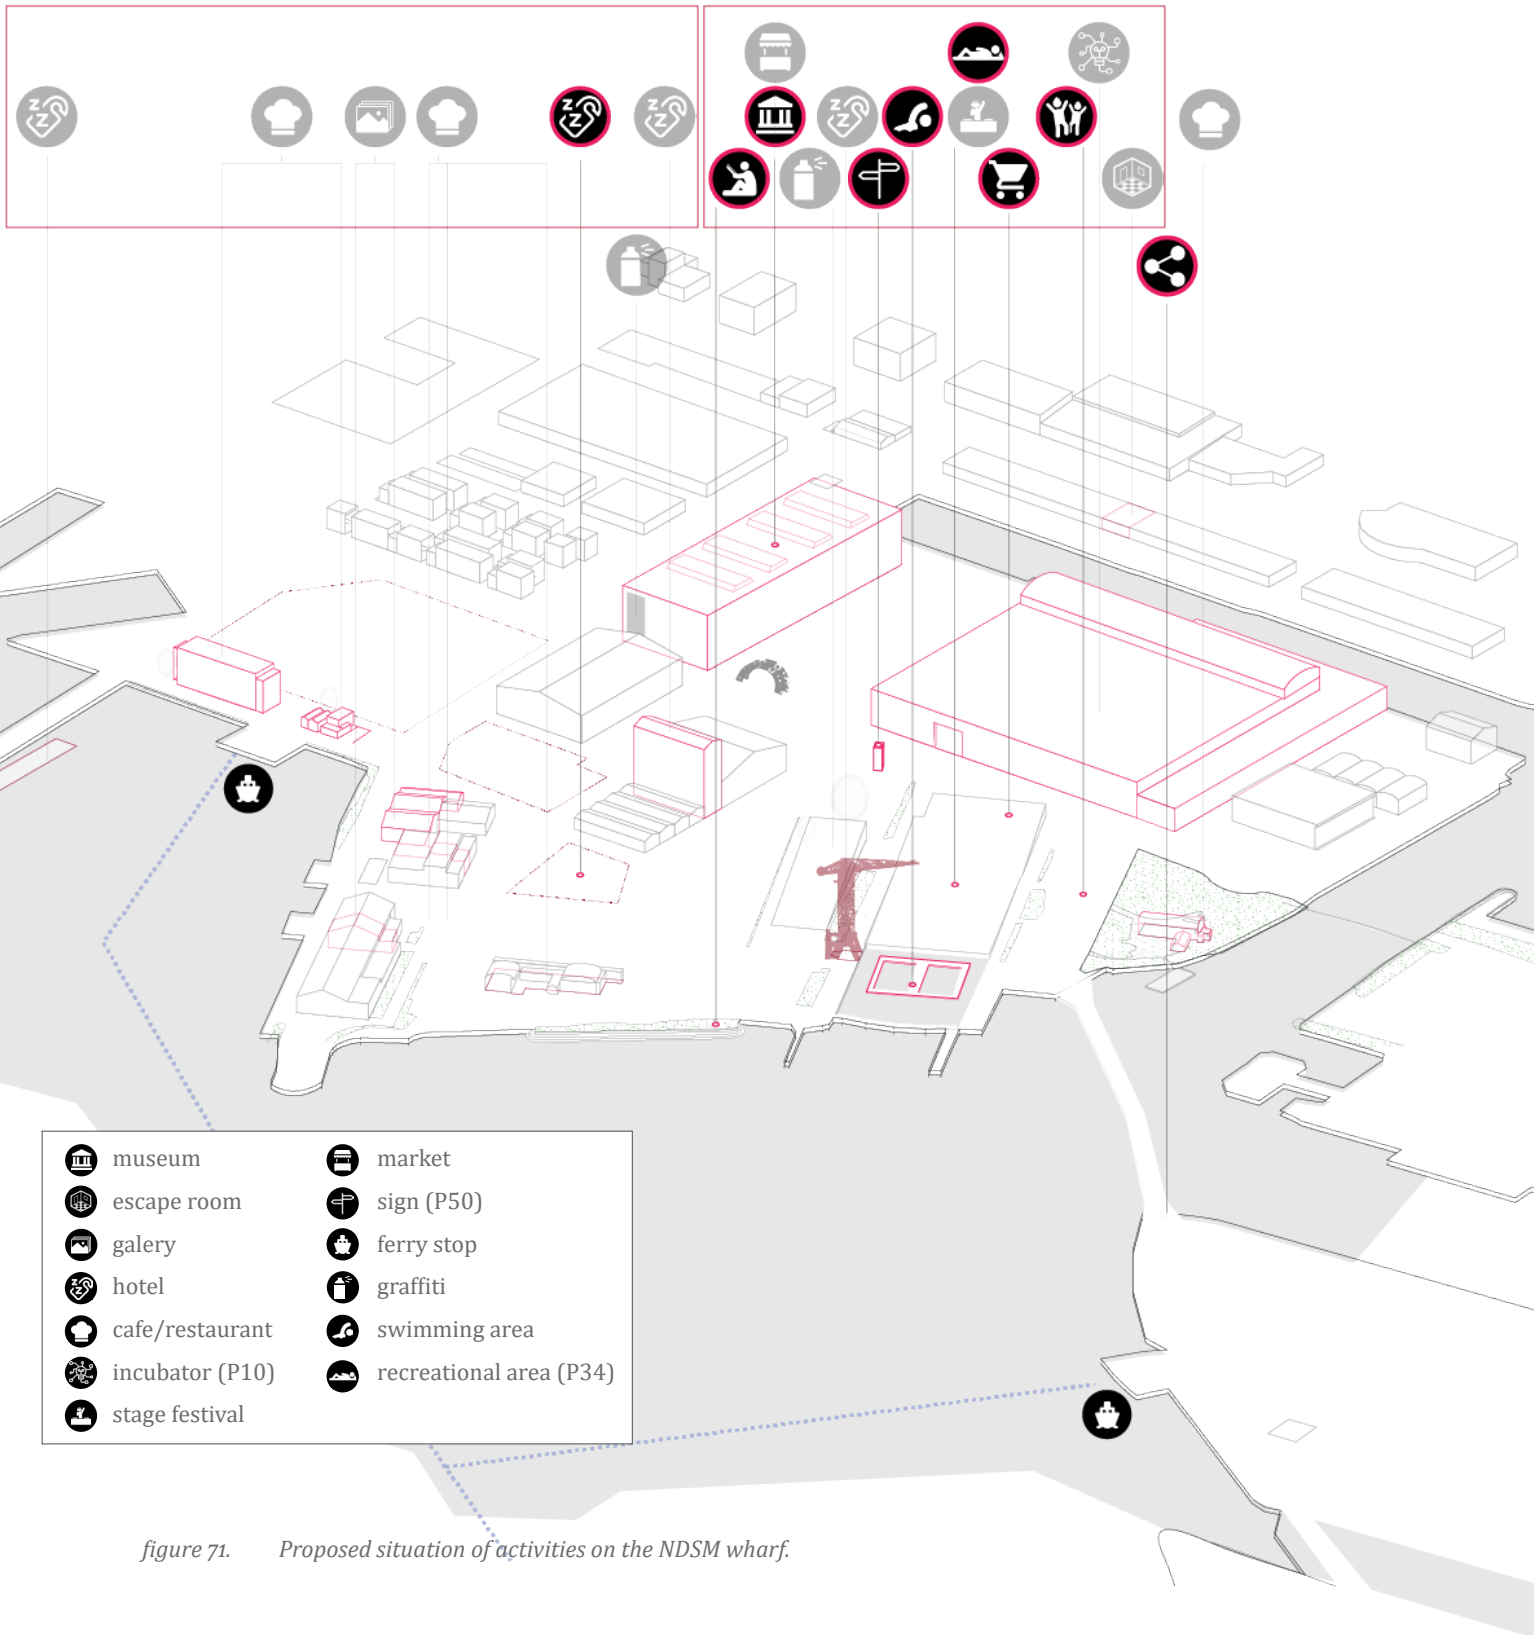 museum
escape room
galery
hotel
cafe/restaurant
incubator (P10)
stage festival
market
sign (P50)
ferry stop
graffiti
swimming area
recreational area (P34)
figure 71. Proposed situation of activities on the NDSM wharf.